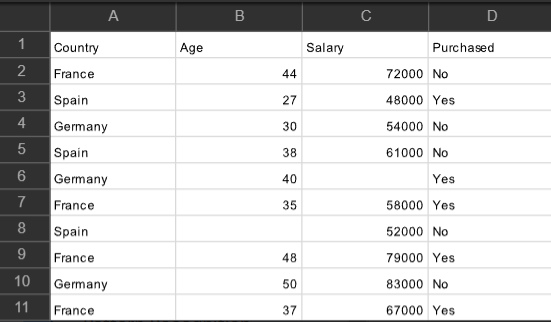 A B C D
1 Country Age Salary Purchased
2 France 44 72000 No
3 Spain 27 48000 Yes
4 Germany 30 54000 No
5 Spain 38 61000 No
6 Germany 40 Yes
7 France 35 58000 Yes
8 Spain 52000 No
9 France 48 79000 Yes
10 Germany 50 83000 No
11 France 37 67000 Yes